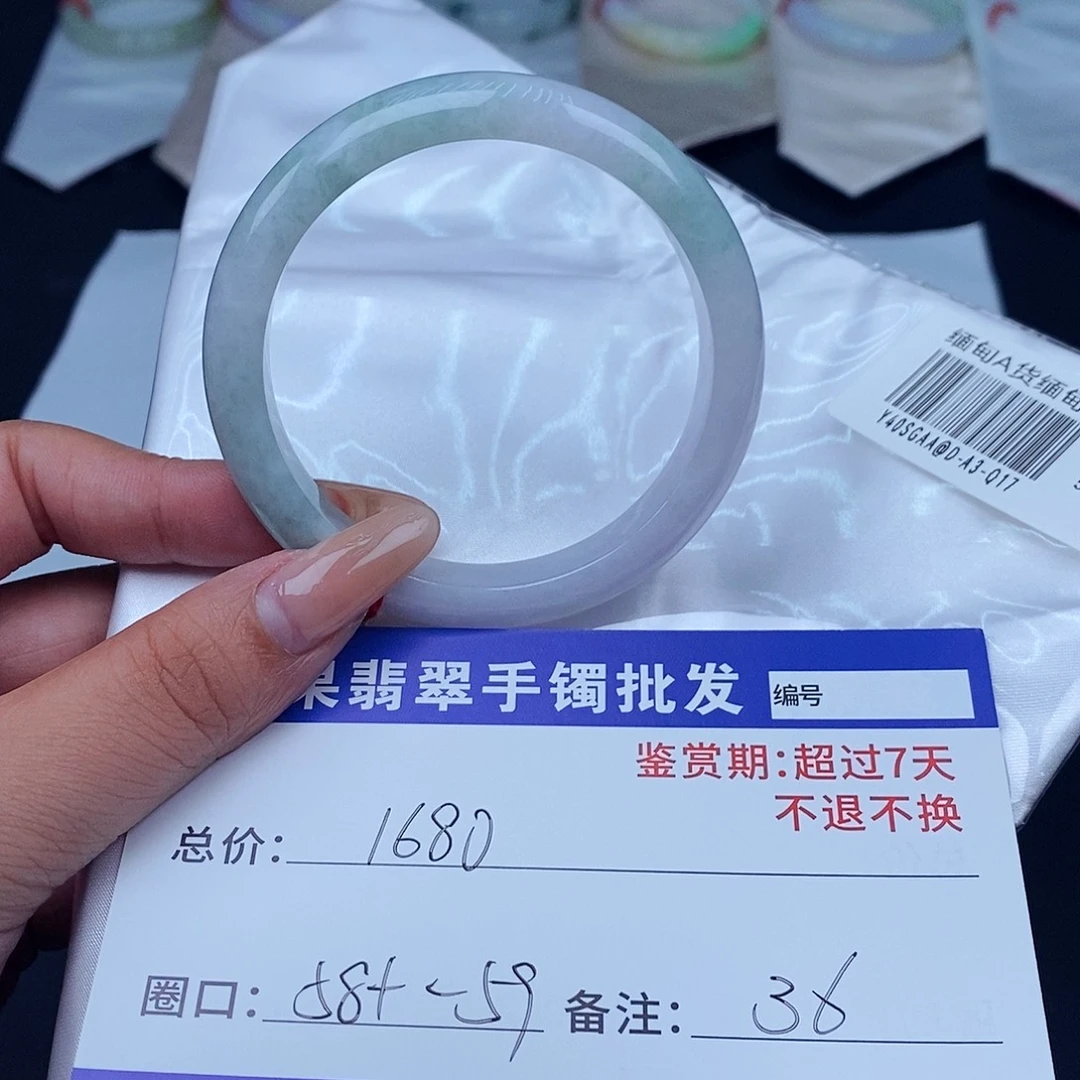 缅甸A货缅甸
Y40SGAA@D-A3-Q17
果翡翠手镯批发 编号
鉴赏期:超过7天
不退不换
总价: 1680
圈口: 58+~59 备注: 36